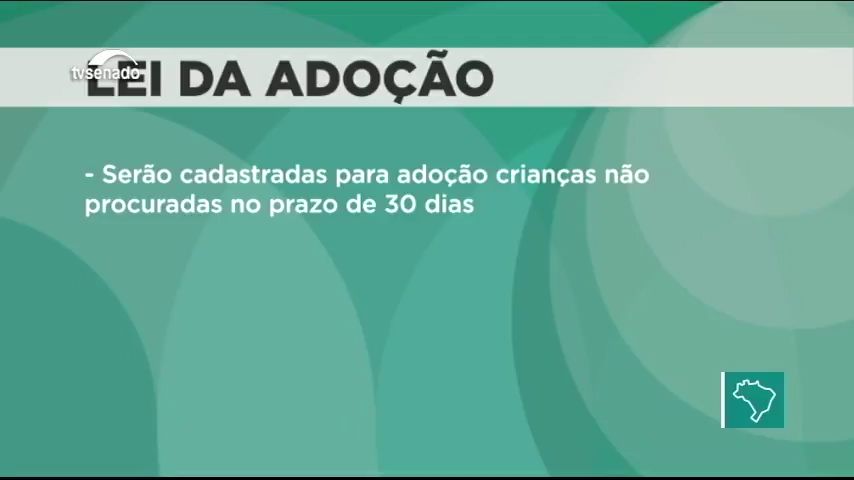 LEI DA ADOÇÃO
tvsenado
- Serão cadastradas para adoção crianças não
procuradas no prazo de 30 dias